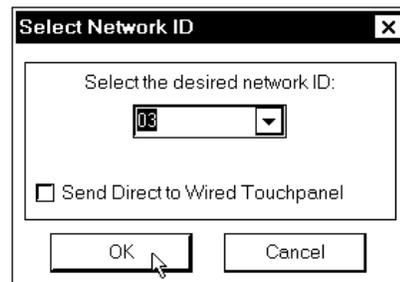 Select Network ID
Select the desired network ID:
03
Send Direct to Wired Touchpanel
OK Cancel